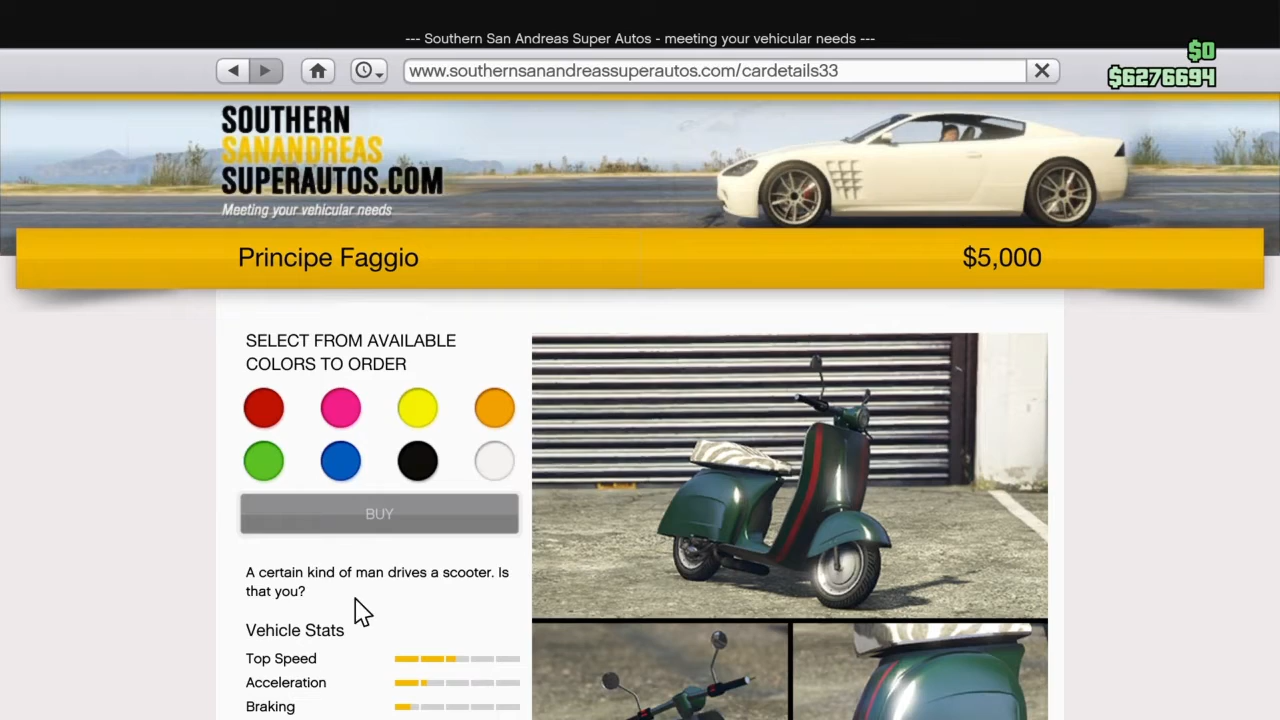 --- Southern San Andreas Super Autos - meeting your vehicular needs ---
$0
www.southernsanandreassuperautos.com/cardetails33
$6276694
SOUTHERN
SANANDREAS
SUPERAUTOS.COM
Meeting your vehicular needs
Principe Faggio
$5,000
SELECT FROM AVAILABLE
COLORS TO ORDER
BUY
A certain kind of man drives a scooter. Is
that you?
Vehicle Stats
Top Speed
Acceleration
Braking